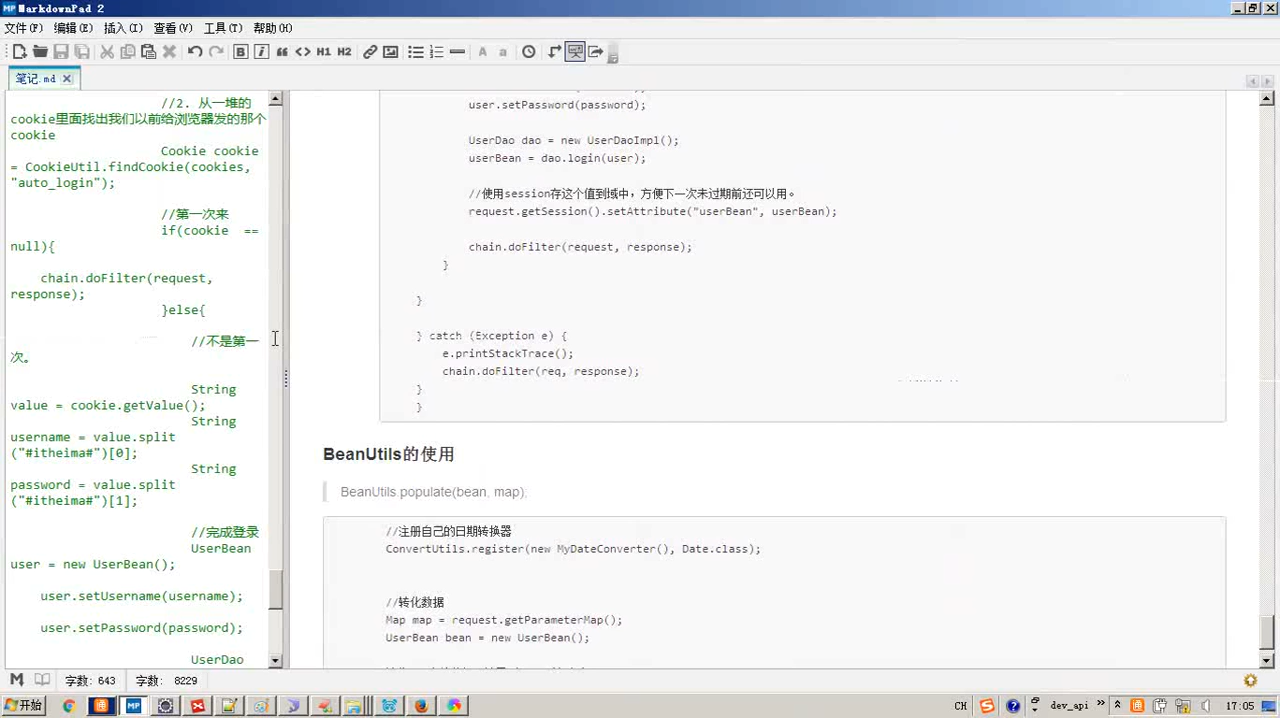 MarkdownPad 2
文件(F) 编辑(E) 插入(I) 查看(V) 工具(T) 帮助(H)
B i “ <> H1 H2 A a
笔记.md
//2. 从一堆的
cookie里面找出我们以前给浏览器发的那个
cookie
Cookie cookie
= CookieUtil.findCookie(cookies,
"auto_login");
//第一次来
if(cookie ==
null){
chain.doFilter(request,
response);
}else{
//不是第一
次。
String
value = cookie.getValue();
String
username = value.split
("#itheima#")[0];
String
password = value.split
("#itheima#")[1];
//完成登录
UserBean
user = new UserBean();
user.setUsername(username);
user.setPassword(password);
UserDao
user.setPassword(password);
UserDao dao = new UserDaoImpl();
userBean = dao.login(user);
//使用session存这个值到域中，方便下一次未过期前还可以用。
request.getSession().setAttribute("userBean", userBean);
chain.doFilter(request, response);
}
}
} catch (Exception e) {
e.printStackTrace();
chain.doFilter(req, response);
}
}
BeanUtils的使用
BeanUtils.populate(bean, map);
//注册自己的日期转换器
ConvertUtils.register(new MyDateConverter(), Date.class);
//转化数据
Map map = request.getParameterMap();
UserBean bean = new UserBean();
字数: 643 字数: 8229
开始 CH dev_api » 17:05